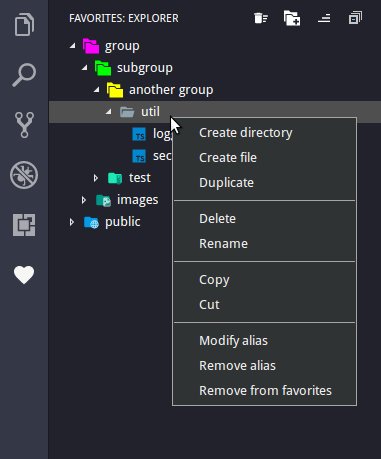 FAVORITES: EXPLORER
group
subgroup
another group
util
TS log
TS sec
test
images
public
Create directory
Create file
Duplicate
Delete
Rename
Copy
Cut
Modify alias
Remove alias
Remove from favorites